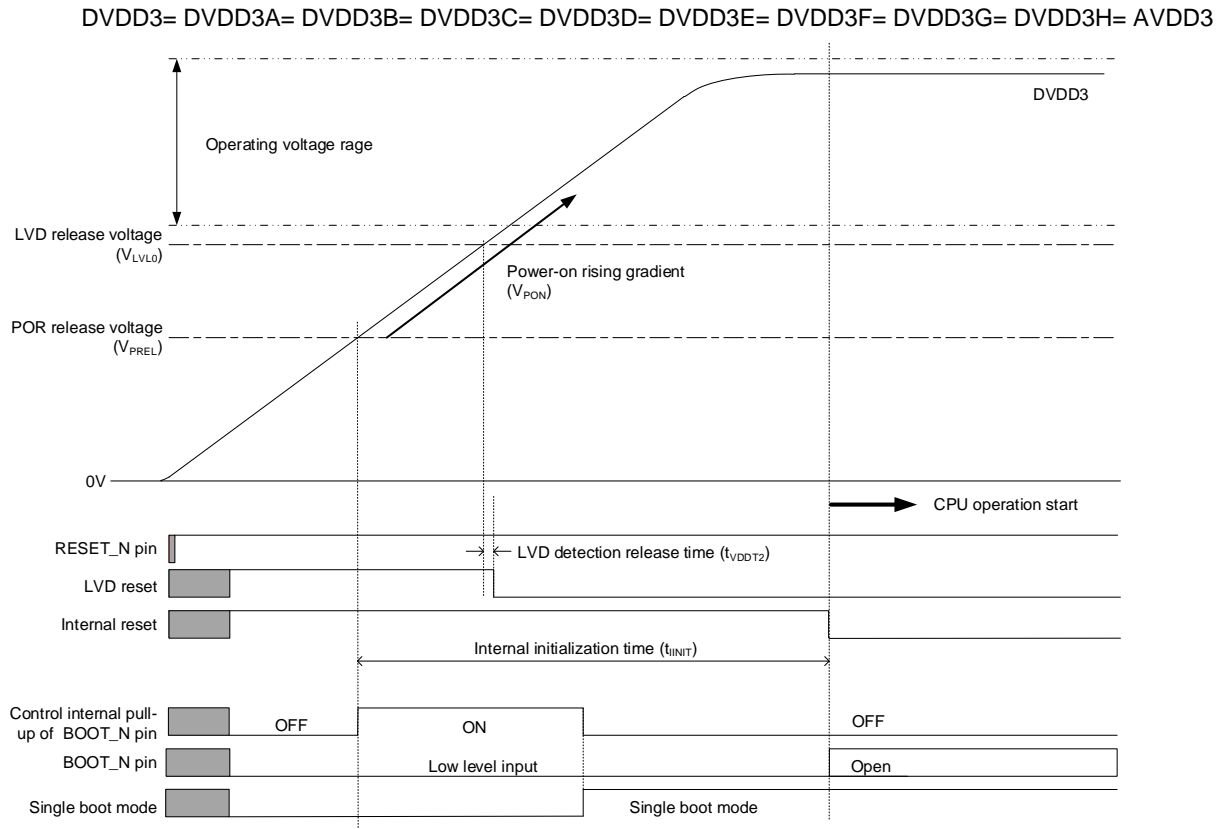 DVDD3= DVDD3A= DVDD3B= DVDD3C= DVDD3D= DVDD3E= DVDD3F= DVDD3G= DVDD3H= AVDD3
DVDD3
Operating voltage rage
LVD release voltage
(VLVL0)
Power-on rising gradient
(VPON)
POR release voltage
(VPREL)
0V
CPU operation start
RESET_N pin
LVD detection release time (tVDDT2)
LVD reset
Internal reset
Internal initialization time (tIINIT)
Control internal pull-
up of BOOT_N pin
OFF
ON
OFF
BOOT_N pin
Low level input
Open
Single boot mode
Single boot mode